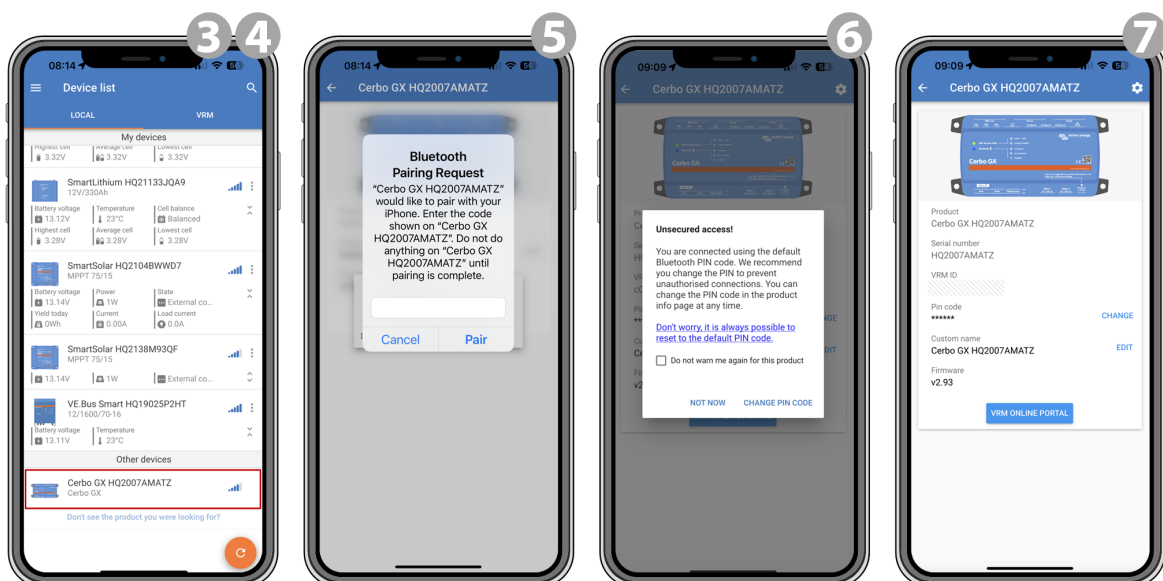 3 4
08:14
Device list
LOCAL VRM
My devices
Highest cell Average cell Lowest cell
3.32V 3.32V 3.32V
SmartLithium HQ21133JQA9
12V/330Ah
Battery voltage Temperature Cell balance
13.12V 23°C Balanced
Highest cell Average cell Lowest cell
3.28V 3.28V 3.28V
SmartSolar HQ2104BWWD7
MPPT 75/15
Battery voltage Power State
13.14V 1W External co...
Yield today Current Load current
0Wh 0.00A 0.0A
SmartSolar HQ2138M93QF
MPPT 75/15
13.14V 1W External co...
VE.Bus Smart HQ19025P2HT
12/1600/70-16
Battery voltage Temperature
13.11V 23°C
Other devices
Cerbo GX HQ2007AMATZ
Cerbo GX
Don't see the product you were looking for?
5
08:14
Cerbo GX HQ2007AMATZ
Bluetooth
Pairing Request
“Cerbo GX HQ2007AMATZ”
would like to pair with your
iPhone. Enter the code
shown on “Cerbo GX
HQ2007AMATZ”. Do not do
anything on “Cerbo GX
HQ2007AMATZ” until
pairing is complete.
Cancel Pair
6
09:09
Cerbo GX HQ2007AMATZ
Cerbo GX
Unsecured access!
You are connected using the default
Bluetooth PIN code. We recommend
you change the PIN to prevent
unauthorised connections. You can
change the PIN code in the product
info page at any time.
Don't worry, it is always possible to
reset to the default PIN code.
Do not warn me again for this product
NOT NOW CHANGE PIN CODE
7
09:09
Cerbo GX HQ2007AMATZ
Cerbo GX
Product
Cerbo GX HQ2007AMATZ
Serial number
HQ2007AMATZ
VRM ID
Pin code
****** CHANGE
Custom name
Cerbo GX HQ2007AMATZ EDIT
Firmware
v2.93
VRM ONLINE PORTAL